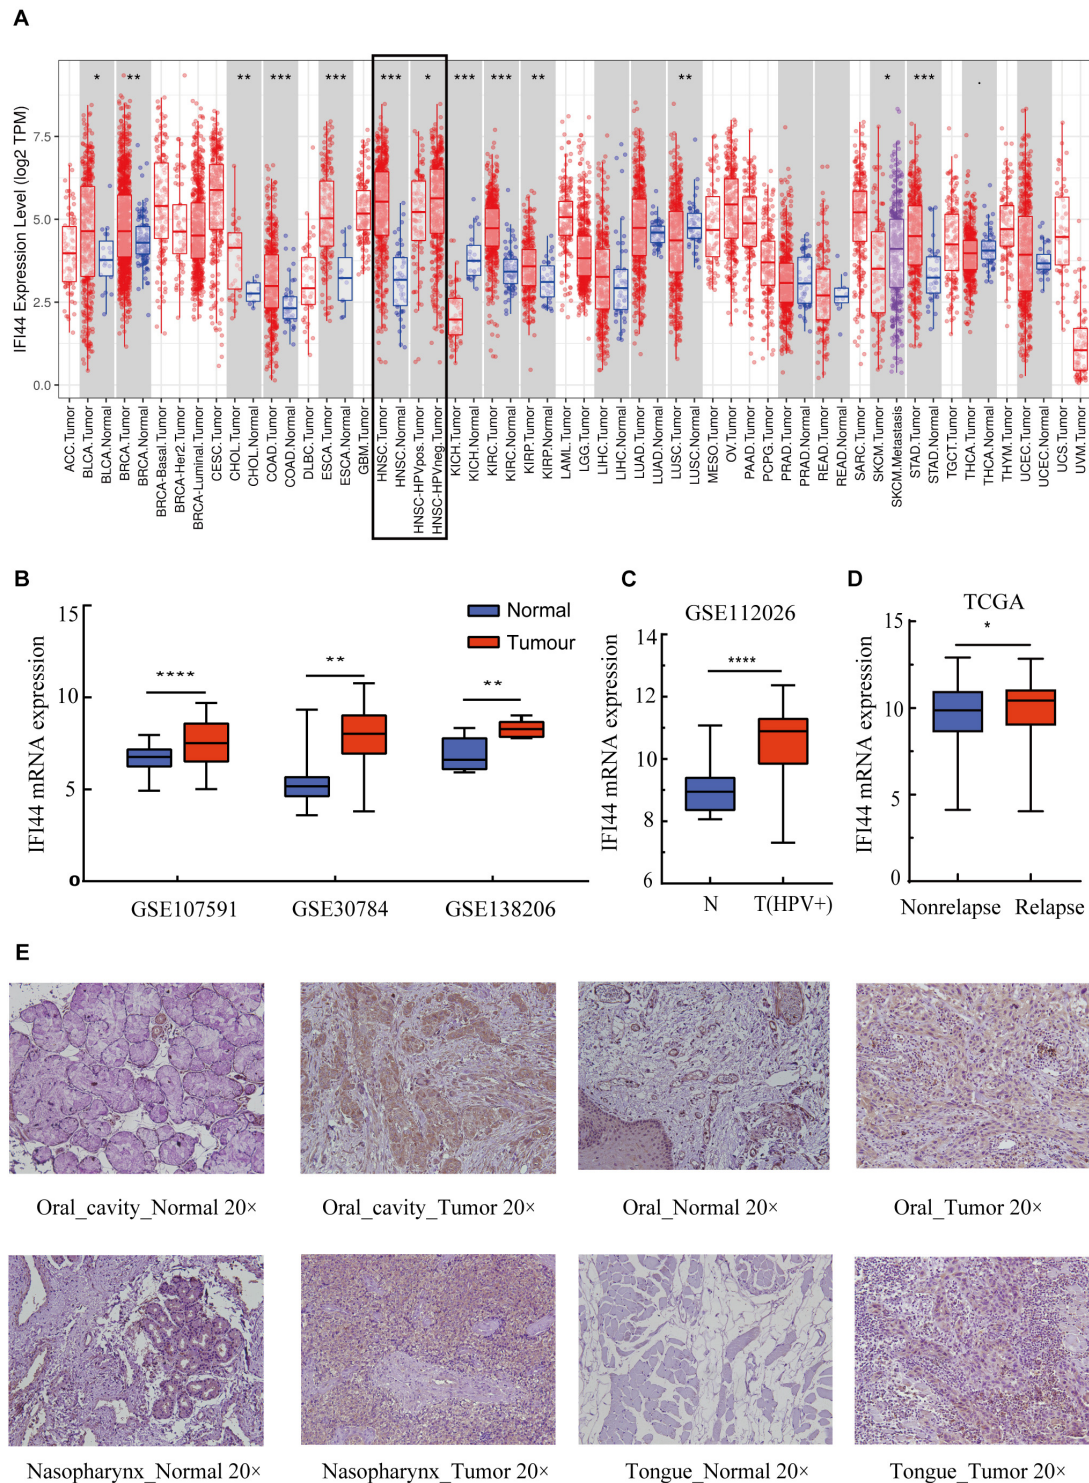 A
* ** ** *** *** *** * *** *** ** ** * *** .
IFI44 Expression Level (log2 TPM)
7.5
5.0
2.5
0.0
ACC.Tumor
BLCA.Tumor
BLCA.Normal
BRCA.Tumor
BRCA.Normal
BRCA-Basal.Tumor
BRCA-Her2.Tumor
BRCA-Luminal.Tumor
CESC.Tumor
CHOL.Tumor
CHOL.Normal
COAD.Tumor
COAD.Normal
DLBC.Tumor
ESCA.Tumor
ESCA.Normal
GBM.Tumor
HNSC.Tumor
HNSC.Normal
HNSC-HPVpos.Tumor
HNSC-HPVneg.Tumor
KICH.Tumor
KICH.Normal
KIRC.Tumor
KIRC.Normal
KIRP.Tumor
KIRP.Normal
LAML.Tumor
LGG.Tumor
LIHC.Tumor
LIHC.Normal
LUAD.Tumor
LUAD.Normal
LUSC.Tumor
LUSC.Normal
MESO.Tumor
OV.Tumor
PAAD.Tumor
PCPG.Tumor
PRAD.Tumor
PRAD.Normal
READ.Tumor
READ.Normal
SARC.Tumor
SKCM.Tumor
SKCM.Metastasis
STAD.Tumor
STAD.Normal
TGCT.Tumor
THCA.Tumor
THCA.Normal
THYM.Tumor
UCEC.Tumor
UCEC.Normal
UCS.Tumor
UVM.Tumor
B
IFI44 mRNA expression
15
10
5
0
Normal
Tumour
**** ** **
GSE107591 GSE30784 GSE138206
C
GSE112026
IFI44 mRNA expression
14
12
10
8
6
****
N T(HPV+)
D
TCGA
IFI44 mRNA expression
15
10
5
0
*
Nonrelapse Relapse
E
Oral_cavity_Normal 20× Oral_cavity_Tumor 20× Oral_Normal 20× Oral_Tumor 20×
Nasopharynx_Normal 20× Nasopharynx_Tumor 20× Tongue_Normal 20× Tongue_Tumor 20×